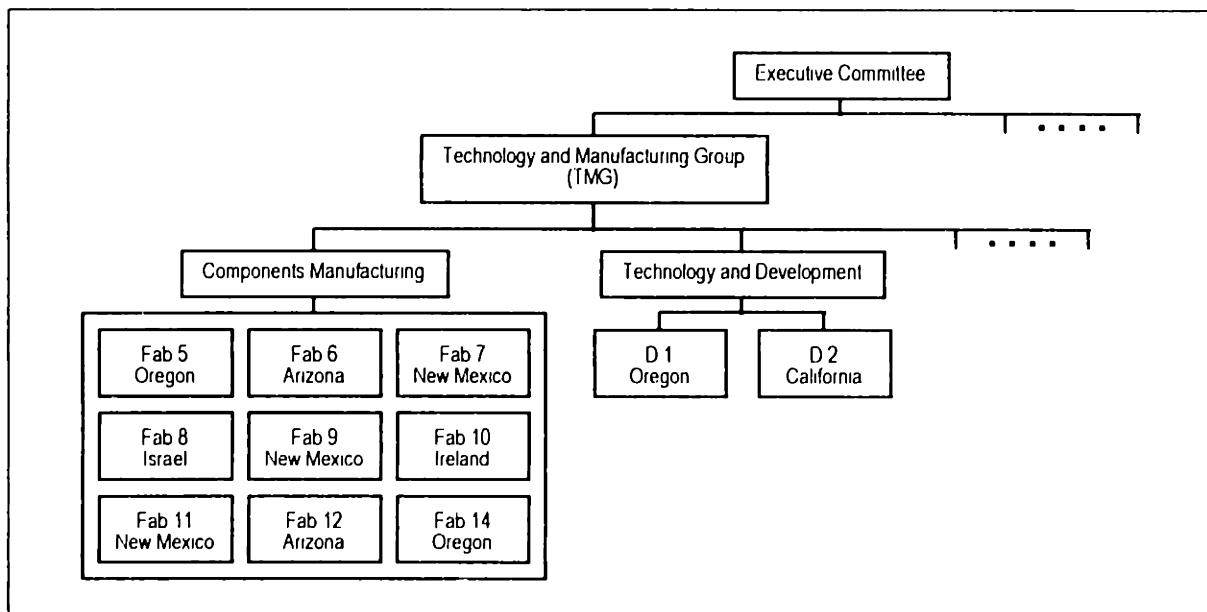 Executive Committee
. . . .
Technology and Manufacturing Group
(TMG)
. . . .
Components Manufacturing
Technology and Development
Fab 5
Oregon
Fab 6
Arizona
Fab 7
New Mexico
D 1
Oregon
D 2
California
Fab 8
Israel
Fab 9
New Mexico
Fab 10
Ireland
Fab 11
New Mexico
Fab 12
Arizona
Fab 14
Oregon